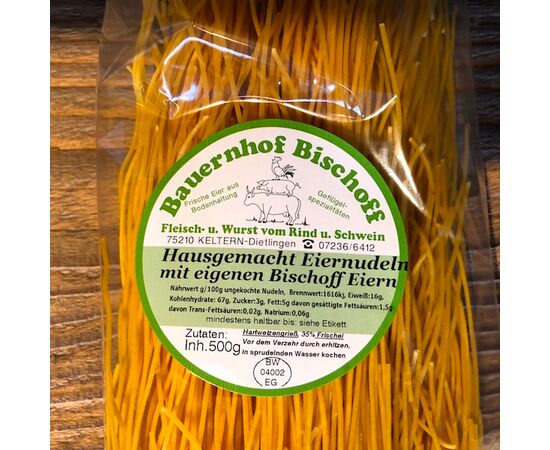 Bauernhof Bischoff
Frische Eier aus
Bodenhaltung
Geflügel-
spezialitäten
Fleisch- u. Wurst vom Rind u. Schwein
75210 KELTERN-Dietlingen ☎ 07236/6412
Hausgemacht Eiernudeln
mit eigenen Bischoff Eiern
Nährwert g/100g ungekochte Nudeln, Brennwert:1616kj, Eiweiß:16g,
Kohlenhydrate: 67g, Zucker:3g, Fett:5g davon gesättigte Fettsäuren:1,5g
davon Trans-Fettsäuren:0,02g, Natrium:0,06g
mindestens haltbar bis: siehe Etikett
Zutaten: Hartweizengrieß, 35% Frischei
Inh.500g Vor dem Verzehr durch erhitzen,
in sprudelnden Wasser kochen
BW
04002
EG